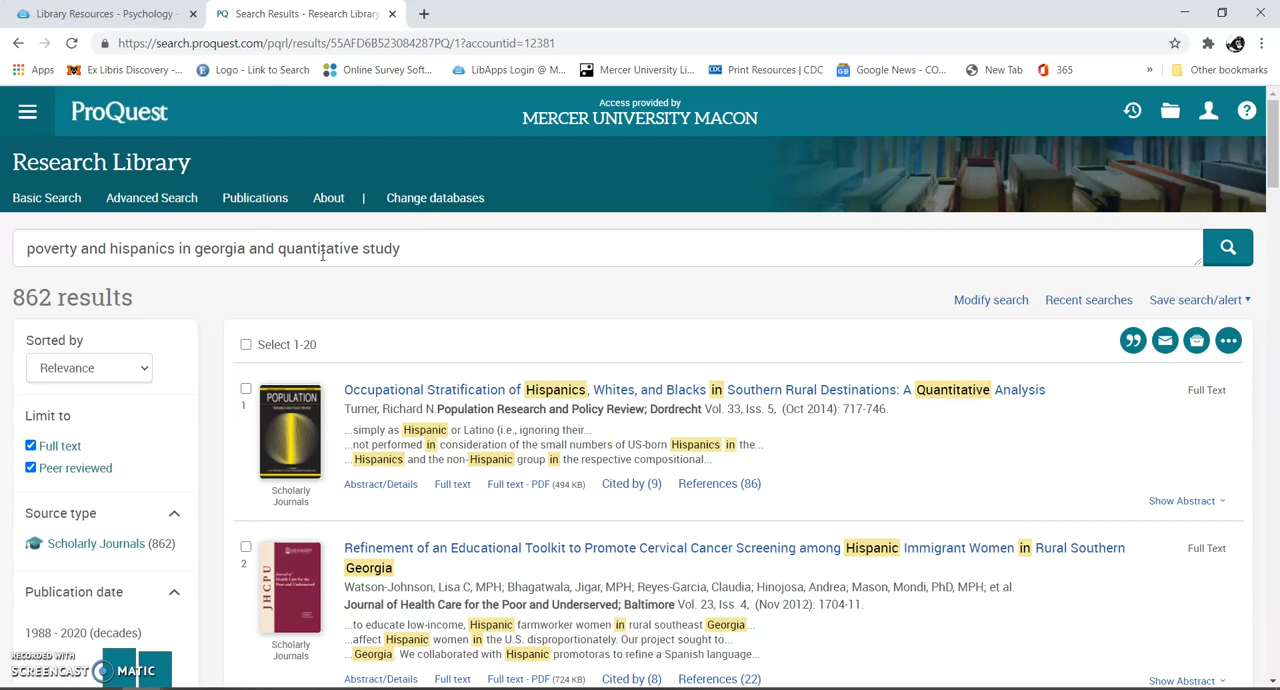 Library Resources - Psychology
PQ Search Results - Research Library
https://search.proquest.com/pqrl/results/55AFD6B523084287PQ/1?accountid=12381
Apps
Ex Libris Discovery -...
Logo - Link to Search
Online Survey Soft...
LibApps Login @ M...
Mercer University Li...
CDC Print Resources | CDC
Google News - CO...
New Tab
365
»
Other bookmarks
ProQuest
Access provided by
MERCER UNIVERSITY MACON
Research Library
Basic Search
Advanced Search
Publications
About
|
Change databases
poverty and hispanics in georgia and quantitative study
862 results
Modify search
Recent searches
Save search/alert
Sorted by
Relevance
Limit to
Full text
Peer reviewed
Source type
Scholarly Journals (862)
Publication date
1988 - 2020 (decades)
RECORDED WITH
SCREENCAST MATIC
Select 1-20
1
POPULATION
Scholarly
Journals
Occupational Stratification of Hispanics, Whites, and Blacks in Southern Rural Destinations: A Quantitative Analysis
Full Text
Turner, Richard N.Population Research and Policy Review; Dordrecht Vol. 33, Iss. 5, (Oct 2014): 717-746.
...simply as Hispanic or Latino (i.e., ignoring their...
...not performed in consideration of the small numbers of US-born Hispanics in the...
...Hispanics and the non-Hispanic group in the respective compositional...
Abstract/Details
Full text
Full text - PDF (494 KB)
Cited by (9)
References (86)
Show Abstract
2
JHCPU
Scholarly
Journals
Refinement of an Educational Toolkit to Promote Cervical Cancer Screening among Hispanic Immigrant Women in Rural Southern
Georgia
Full Text
Watson-Johnson, Lisa C, MPH; Bhagatwala, Jigar, MPH; Reyes-Garcia, Claudia; Hinojosa, Andrea; Mason, Mondi, PhD, MPH; et al.
Journal of Health Care for the Poor and Underserved; Baltimore Vol. 23, Iss. 4, (Nov 2012): 1704-11.
...to educate low-income, Hispanic farmworker women in rural southeast Georgia...
...affect Hispanic women in the U.S. disproportionately. Our project sought to...
...Georgia. We collaborated with Hispanic promotoras to refine a Spanish language...
Abstract/Details
Full text
Full text - PDF (724 KB)
Cited by (8)
References (22)
Show Abstract